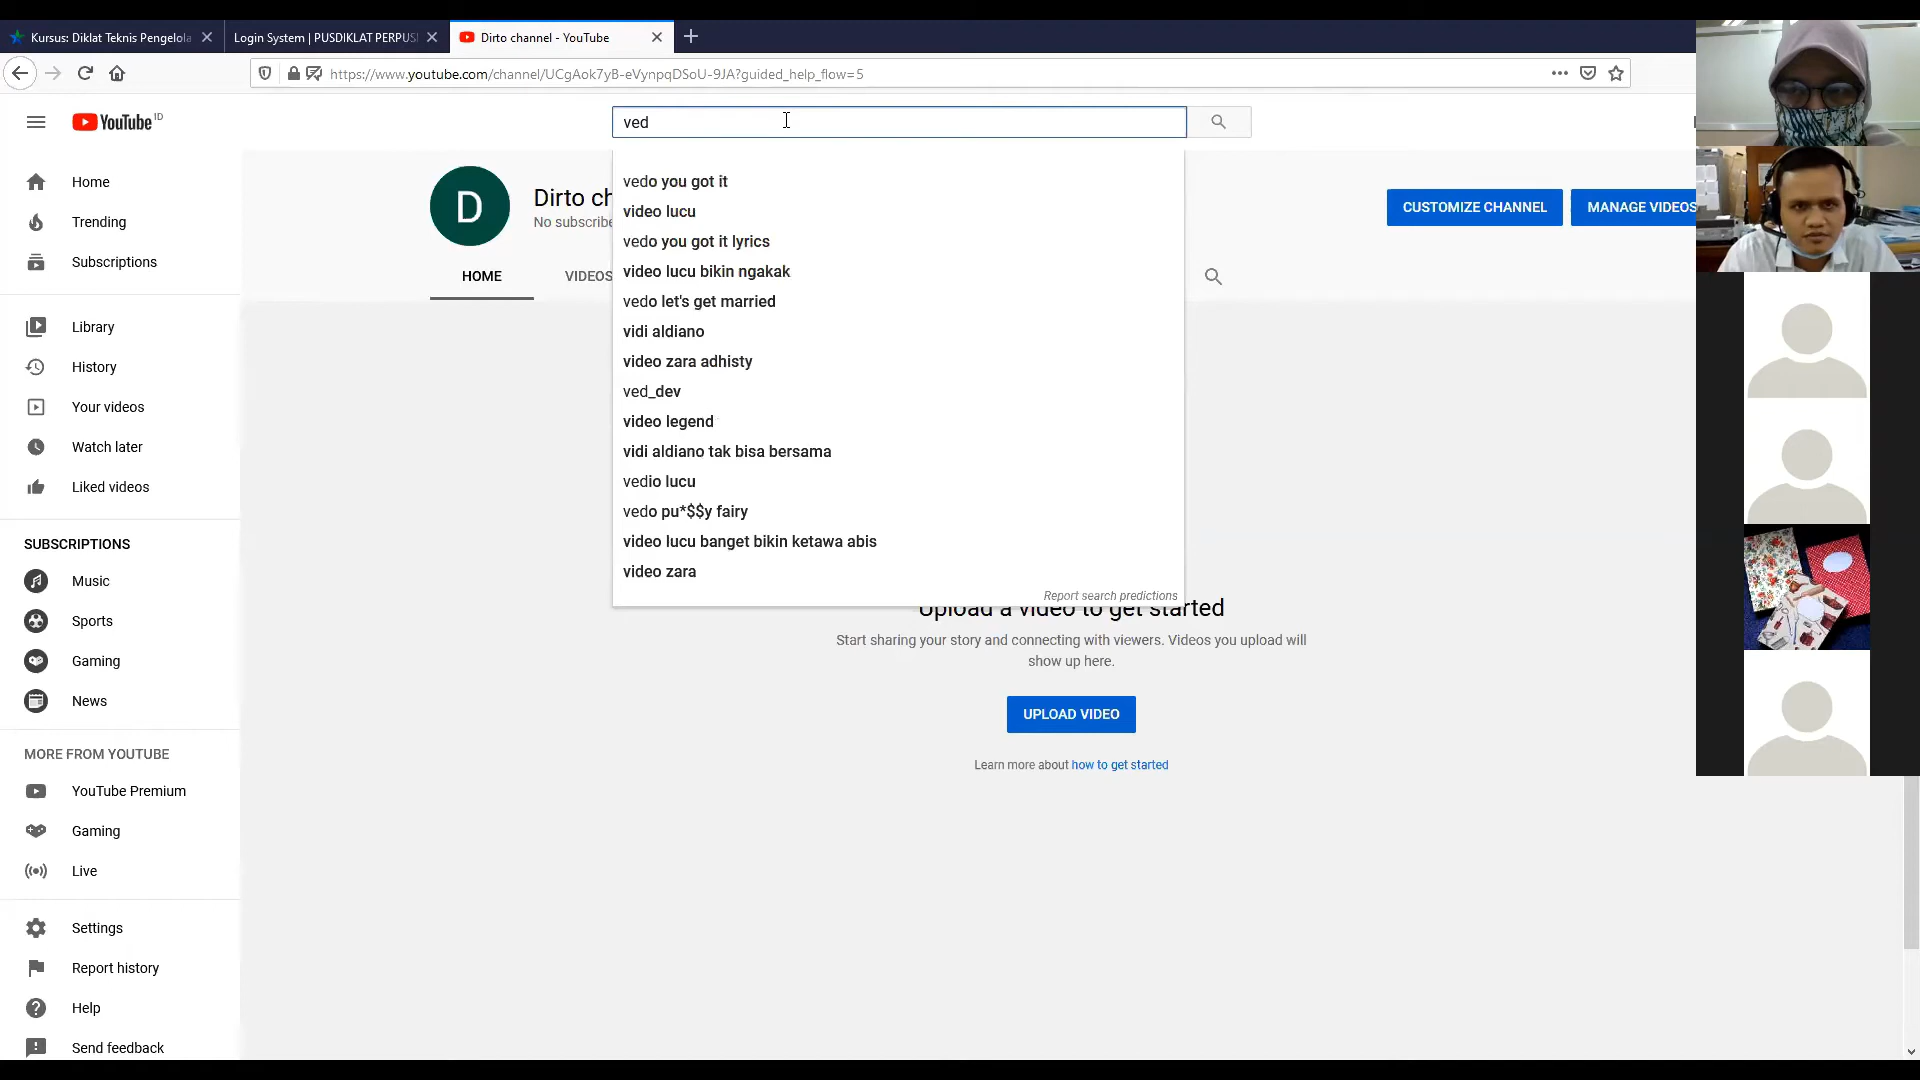 Kursus: Diklat Teknis Pengelola
Login System | PUSDIKLAT PERPUS
Dirto channel - YouTube
https://www.youtube.com/channel/UCgAok7yB-eVynpqDSoU-9JA?guided_help_flow=5
YouTube ID
ved
Home
Trending
Subscriptions
Library
History
Your videos
Watch later
Liked videos
SUBSCRIPTIONS
Music
Sports
Gaming
News
MORE FROM YOUTUBE
YouTube Premium
Gaming
Live
Settings
Report history
Help
Send feedback
D
Dirto ch
No subscribe
CUSTOMIZE CHANNEL
MANAGE VIDEOS
HOME
VIDEOS
vedo you got it
video lucu
vedo you got it lyrics
video lucu bikin ngakak
vedo let's get married
vidi aldiano
video zara adhisty
ved_dev
video legend
vidi aldiano tak bisa bersama
vedio lucu
vedo pu*$$y fairy
video lucu banget bikin ketawa abis
video zara
Report search predictions
Upload a video to get started
Start sharing your story and connecting with viewers. Videos you upload will
show up here.
UPLOAD VIDEO
Learn more about how to get started